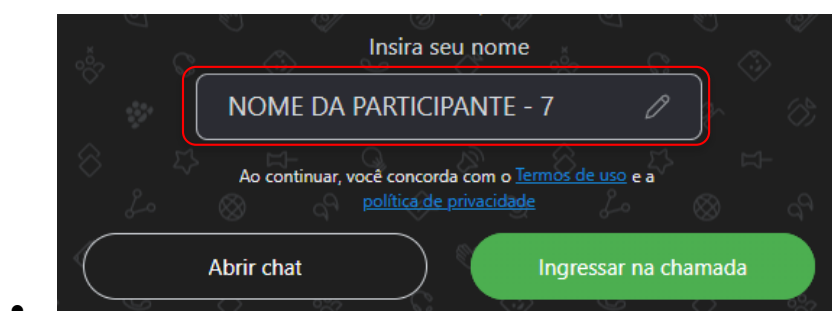 Insira seu nome
NOME DA PARTICIPANTE - 7
Ao continuar, você concorda com o Termos de uso e a
política de privacidade
Abrir chat
Ingressar na chamada